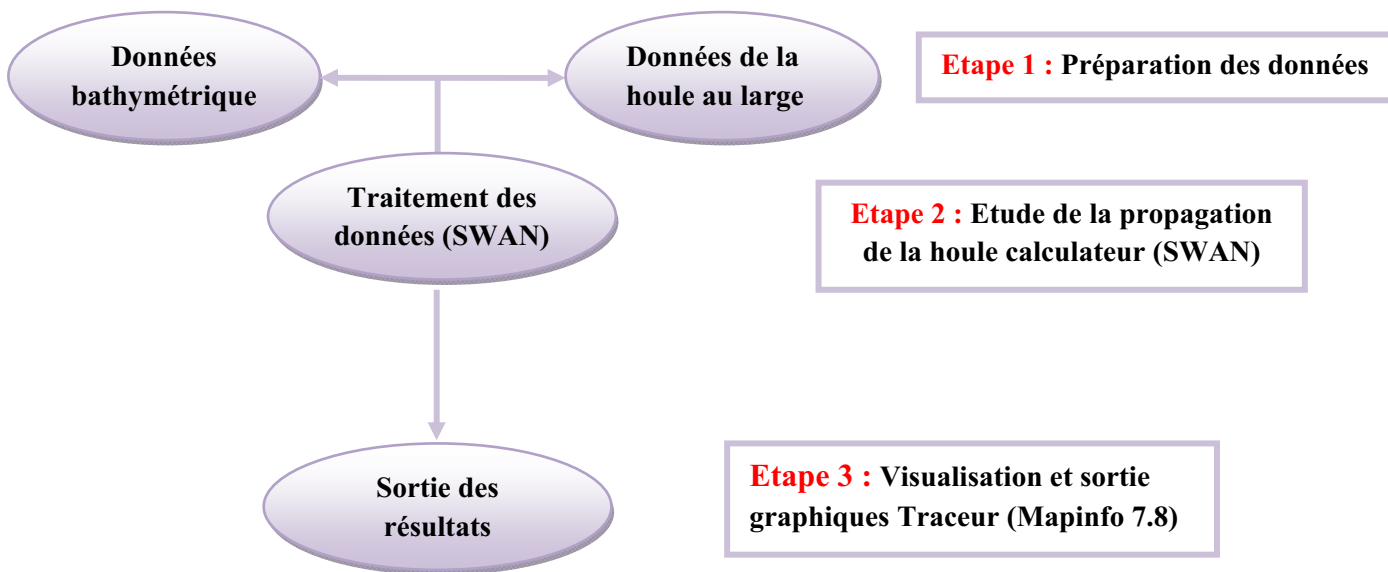 Données
bathymétrique
Données de la
houle au large
Etape 1 : Préparation des données
Traitement des
données (SWAN)
Etape 2 : Etude de la propagation
de la houle calculateur (SWAN)
Sortie des
résultats
Etape 3 : Visualisation et sortie
graphiques Traceur (Mapinfo 7.8)